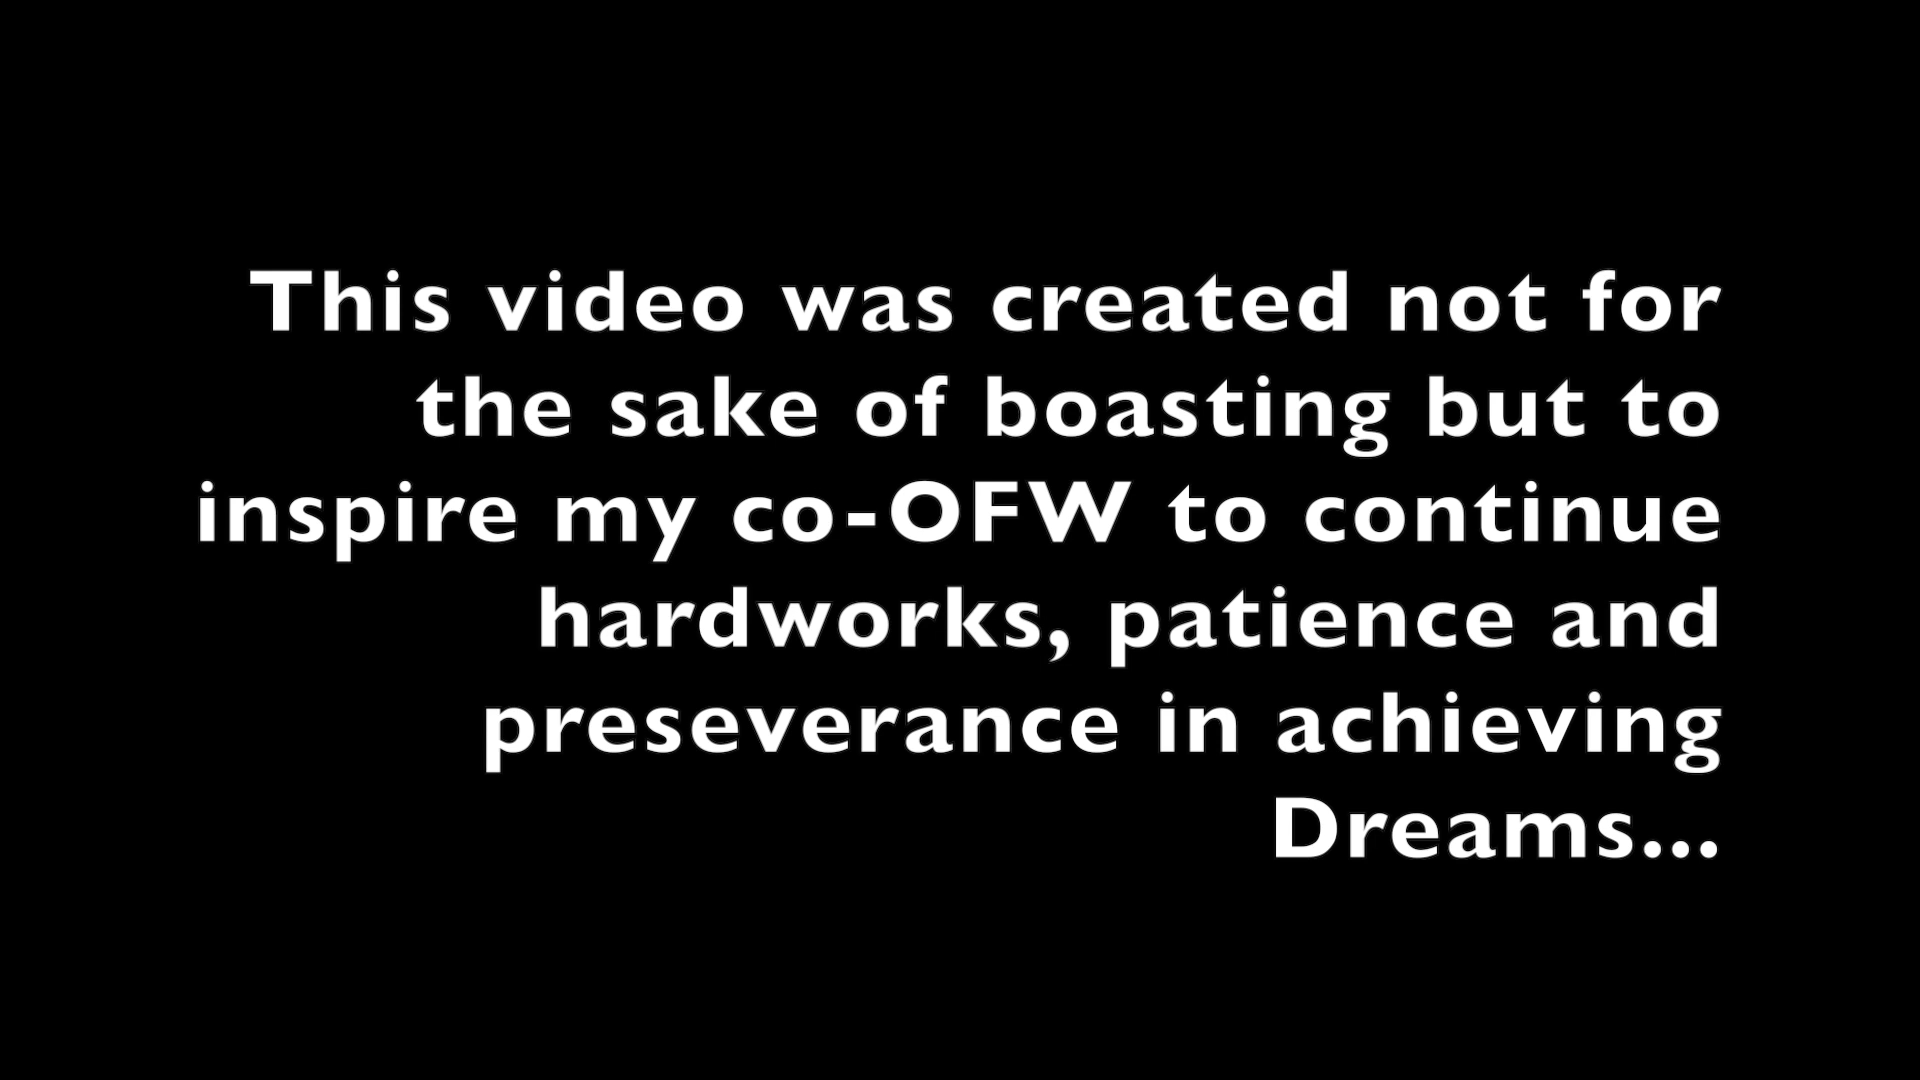 This video was created not for
the sake of boasting but to
inspire my co-OFW to continue
hardworks, patience and
preseverance in achieving
Dreams...